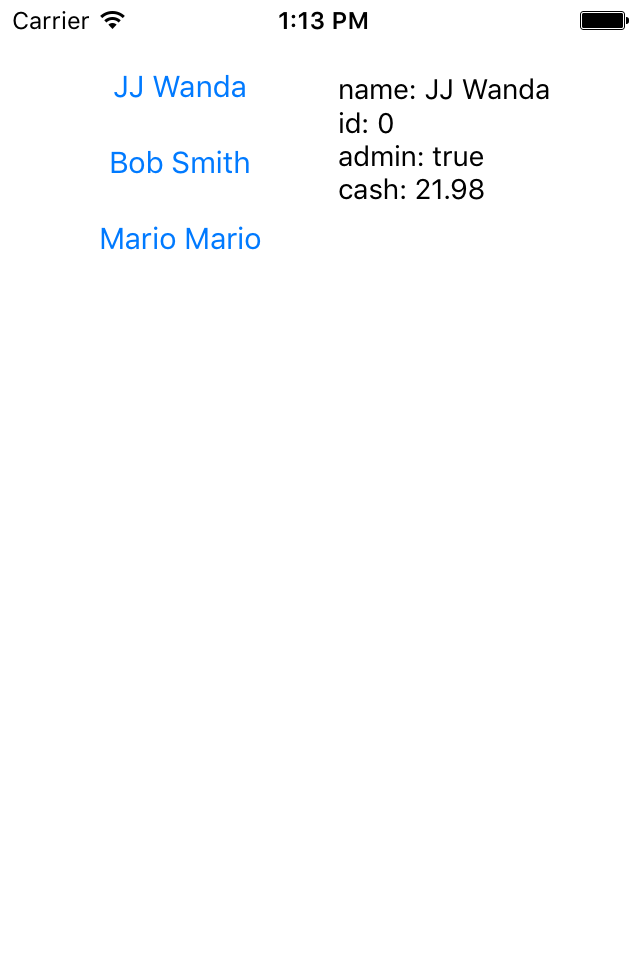 Carrier 1:13 PM
JJ Wanda
Bob Smith
Mario Mario
name: JJ Wanda
id: 0
admin: true
cash: 21.98